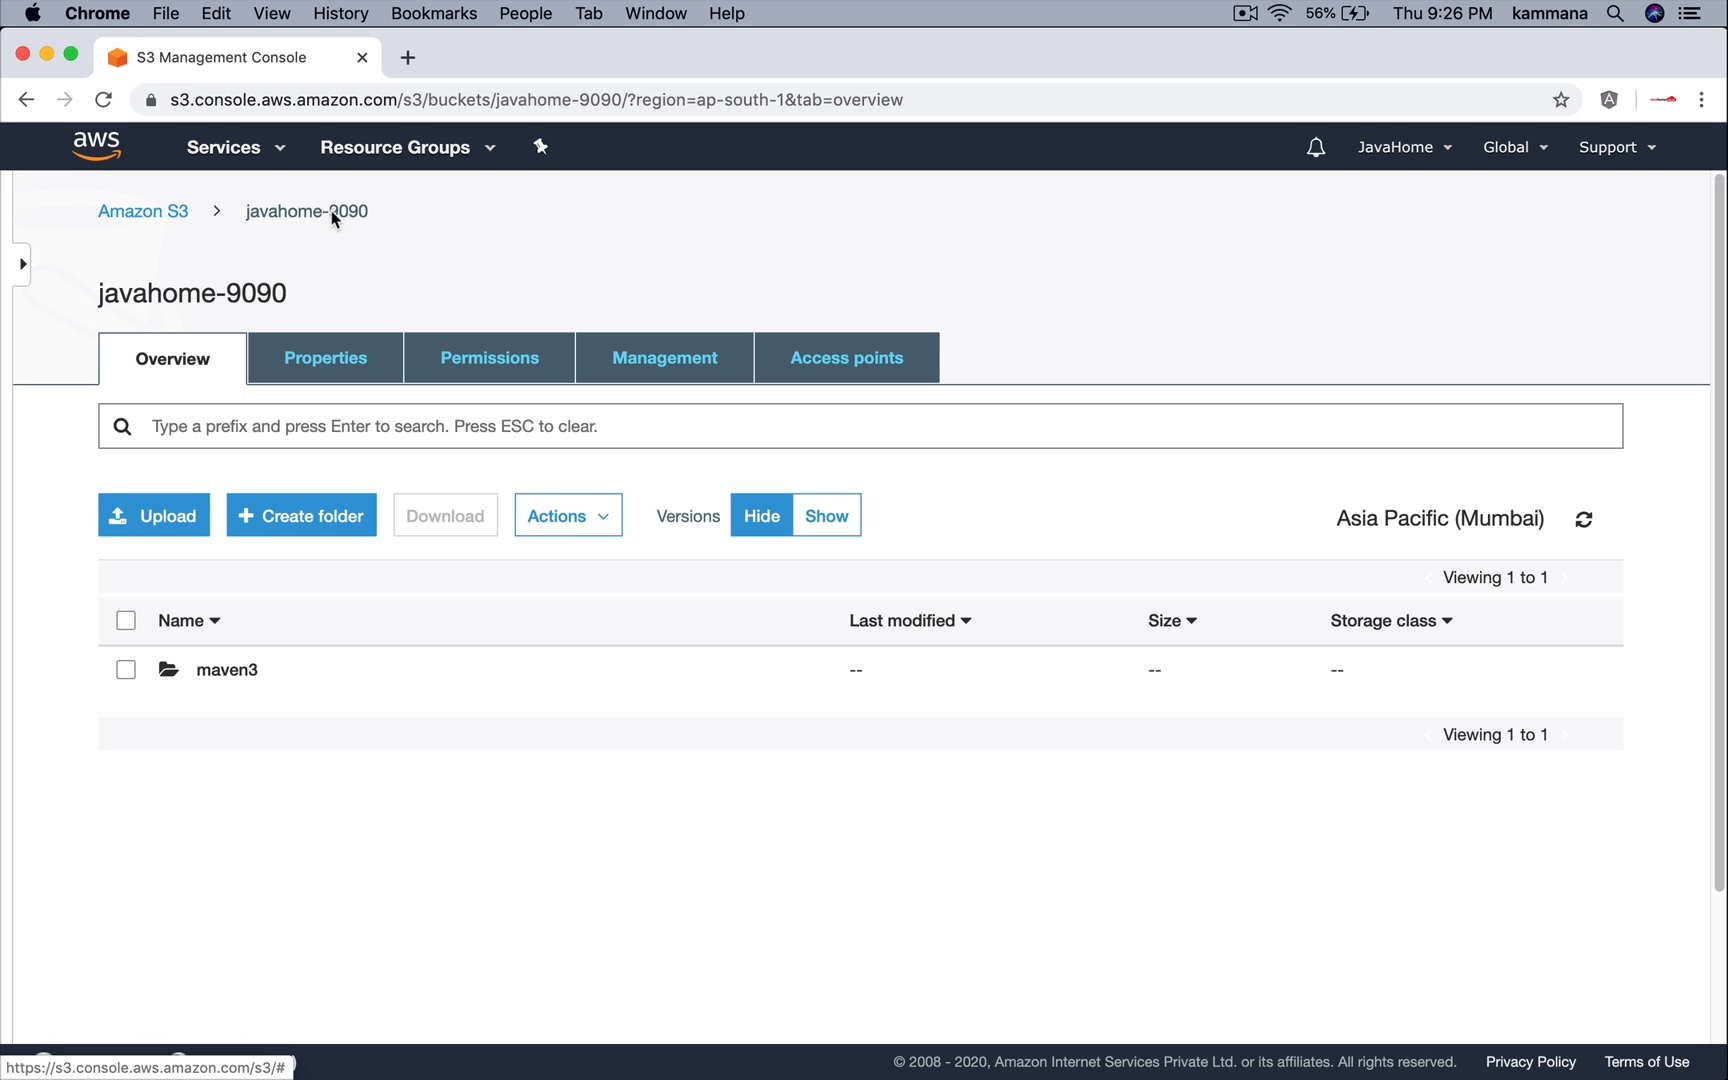 Chrome File Edit View History Bookmarks People Tab Window Help 56% Thu 9:26 PM kammana
S3 Management Console
s3.console.aws.amazon.com/s3/buckets/javahome-9090/?region=ap-south-1&tab=overview
aws Services Resource Groups JavaHome Global Support
Amazon S3 > javahome-9090
javahome-9090
Overview Properties Permissions Management Access points
Type a prefix and press Enter to search. Press ESC to clear.
Upload + Create folder Download Actions Versions Hide Show Asia Pacific (Mumbai)
Viewing 1 to 1
Name Last modified Size Storage class
maven3 -- -- --
Viewing 1 to 1
© 2008 - 2020, Amazon Internet Services Private Ltd. or its affiliates. All rights reserved. Privacy Policy Terms of Use
https://s3.console.aws.amazon.com/s3/#